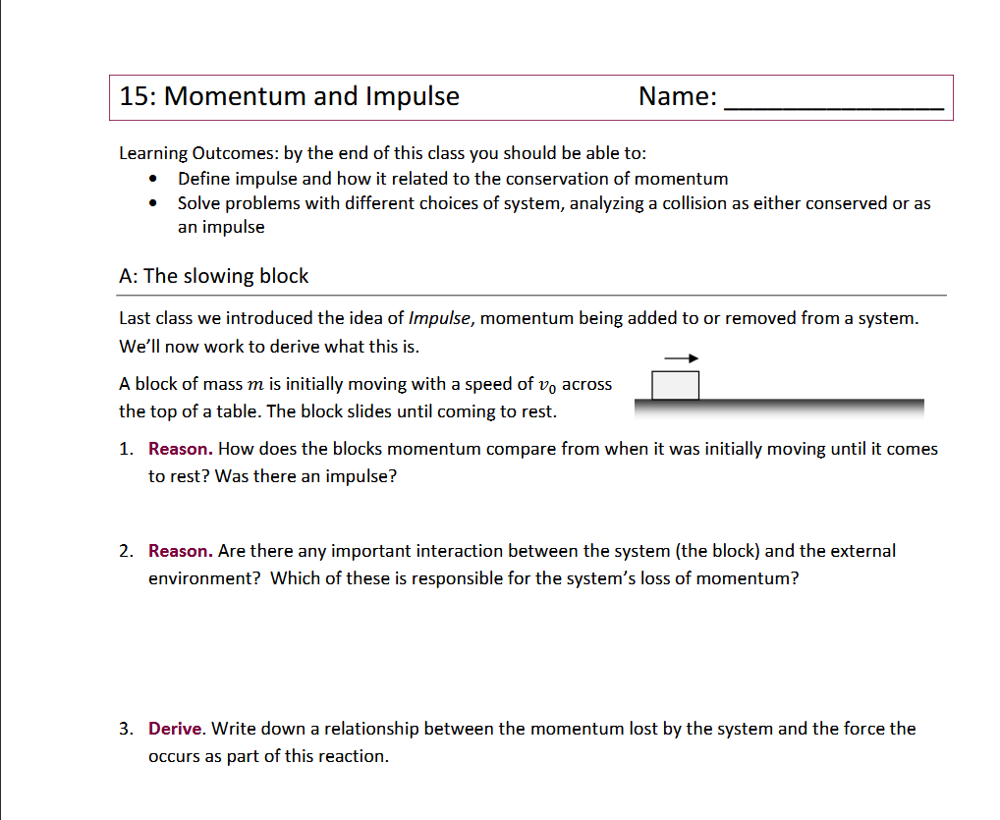 15: Momentum and Impulse Name: _______________
Learning Outcomes: by the end of this class you should be able to:
• Define impulse and how it related to the conservation of momentum
• Solve problems with different choices of system, analyzing a collision as either conserved or as
an impulse
A: The slowing block
Last class we introduced the idea of Impulse, momentum being added to or removed from a system.
We’ll now work to derive what this is.
A block of mass m is initially moving with a speed of v₀ across
the top of a table. The block slides until coming to rest.
1. Reason. How does the blocks momentum compare from when it was initially moving until it comes
to rest? Was there an impulse?
2. Reason. Are there any important interaction between the system (the block) and the external
environment? Which of these is responsible for the system’s loss of momentum?
3. Derive. Write down a relationship between the momentum lost by the system and the force the
occurs as part of this reaction.